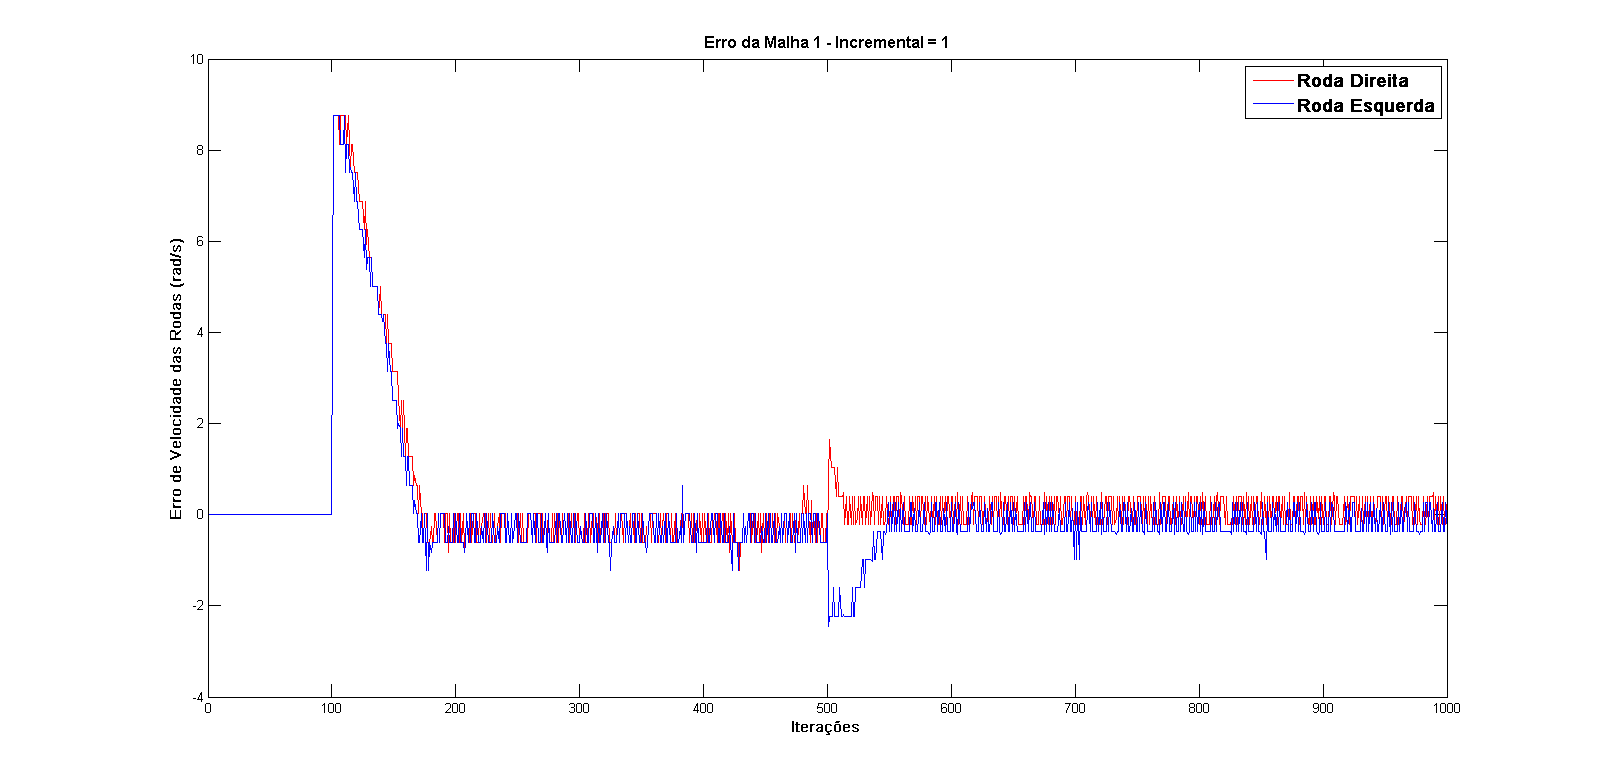 Erro da Malha 1 - Incremental = 1
Roda Direita
Roda Esquerda
Erro de Velocidade das Rodas (rad/s)
10
8
6
4
2
0
-2
-4
0 100 200 300 400 500 600 700 800 900 1000
Iterações